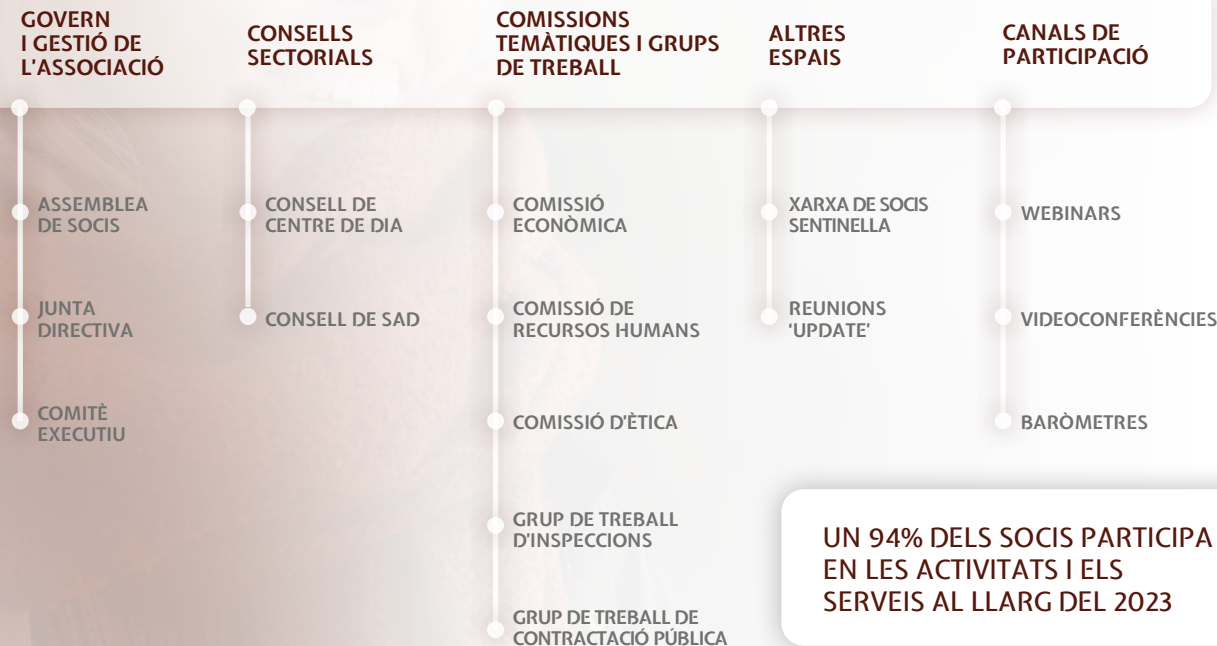 GOVERN
I GESTIÓ DE
L'ASSOCIACIÓ
ASSEMBLEA
DE SOCIS
JUNTA
DIRECTIVA
COMITÈ
EXECUTIU
CONSELLS
SECTORIALS
CONSELL DE
CENTRE DE DIA
CONSELL DE SAD
COMISSIONS
TEMÀTIQUES I GRUPS
DE TREBALL
COMISSIÓ
ECONÒMICA
COMISSIÓ DE
RECURSOS HUMANS
COMISSIÓ D'ÈTICA
GRUP DE TREBALL
D'INSPECCIONS
GRUP DE TREBALL DE
CONTRACTACIÓ PÚBLICA
ALTRES
ESPAIS
XARXA DE SOCIS
SENTINELLA
REUNIONS
‘UPDATE’
CANALS DE
PARTICIPACIÓ
WEBINARS
VIDEOCONFERÈNCIES
BARÒMETRES
UN 94% DELS SOCIS PARTICIPA
EN LES ACTIVITATS I ELS
SERVEIS AL LLARG DEL 2023